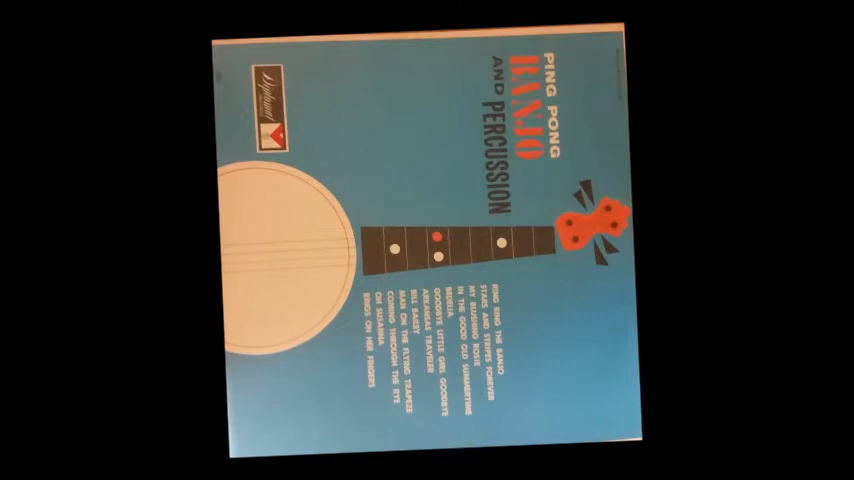 PING PONG
BANJO
AND PERCUSSION
Diplomat
RING RING THE BANJO
STARS AND STRIPES FOREVER
MY BLUSHING ROSIE
IN THE GOOD OLD SUMMERTIME
BEDELIA
GOODBYE LITTLE GIRL GOODBYE
ARKANSAS TRAVELER
BILL BAILEY
MAN ON THE FLYING TRAPEZE
COMING THROUGH THE RYE
OH SUSANNA
RINGS ON HER FINGERS